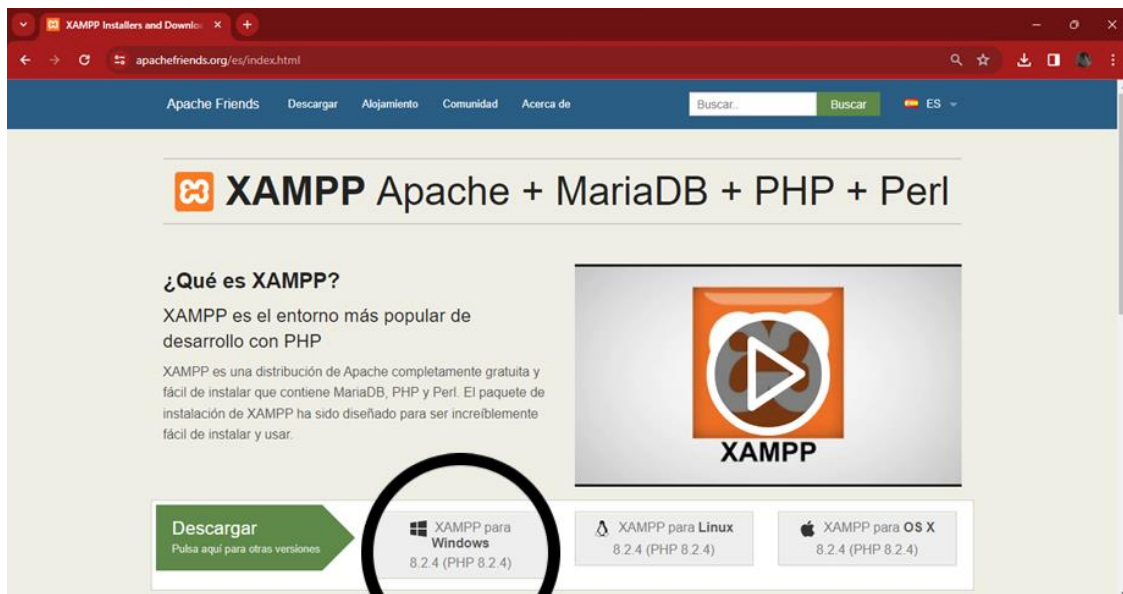 XAMPP Installers and Downlo
apachefriends.org/es/index.html
Apache Friends Descargar Alojamiento Comunidad Acerca de Buscar.. Buscar ES
XAMPP Apache + MariaDB + PHP + Perl
¿Qué es XAMPP?
XAMPP es el entorno más popular de
desarrollo con PHP
XAMPP es una distribución de Apache completamente gratuita y
fácil de instalar que contiene MariaDB, PHP y Perl. El paquete de
instalación de XAMPP ha sido diseñado para ser increíblemente
fácil de instalar y usar.
XAMPP
Descargar
Pulsa aquí para otras versiones
XAMPP para
Windows
8.2.4 (PHP 8.2.4)
XAMPP para Linux
8.2.4 (PHP 8.2.4)
XAMPP para OS X
8.2.4 (PHP 8.2.4)